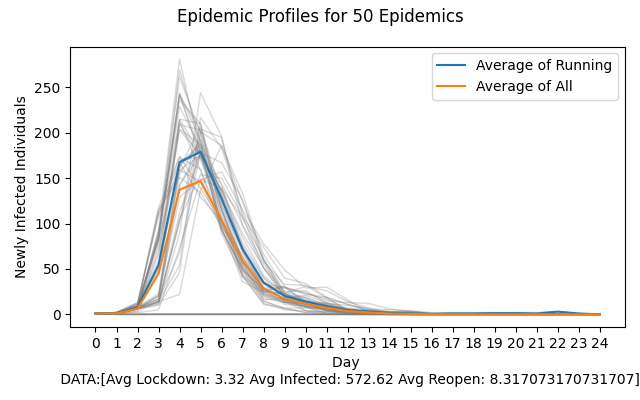 Epidemic Profiles for 50 Epidemics
Average of Running
Average of All
Newly Infected Individuals
250
200
150
100
50
0
0 1 2 3 4 5 6 7 8 9 10 11 12 13 14 15 16 17 18 19 20 21 22 23 24
Day
DATA:[Avg Lockdown: 3.32 Avg Infected: 572.62 Avg Reopen: 8.317073170731707]